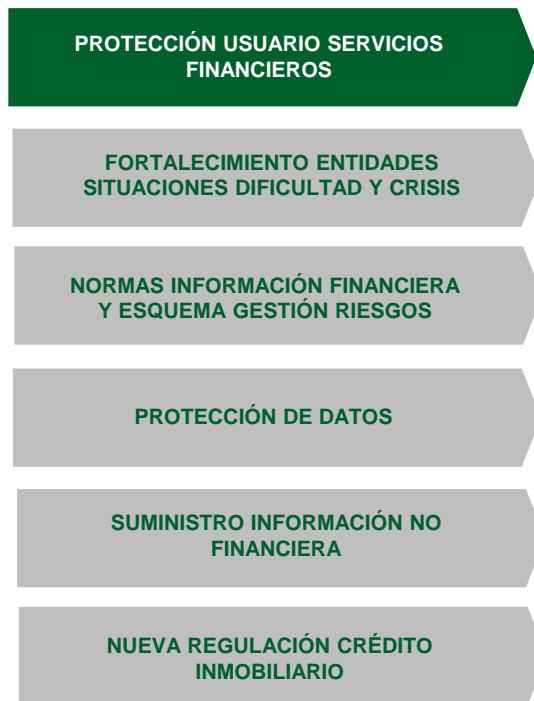 PROTECCIÓN USUARIO SERVICIOS
FINANCIEROS
FORTALECIMIENTO ENTIDADES
SITUACIONES DIFICULTAD Y CRISIS
NORMAS INFORMACIÓN FINANCIERA
Y ESQUEMA GESTIÓN RIESGOS
PROTECCIÓN DE DATOS
SUMINISTRO INFORMACIÓN NO
FINANCIERA
NUEVA REGULACIÓN CRÉDITO
INMOBILIARIO